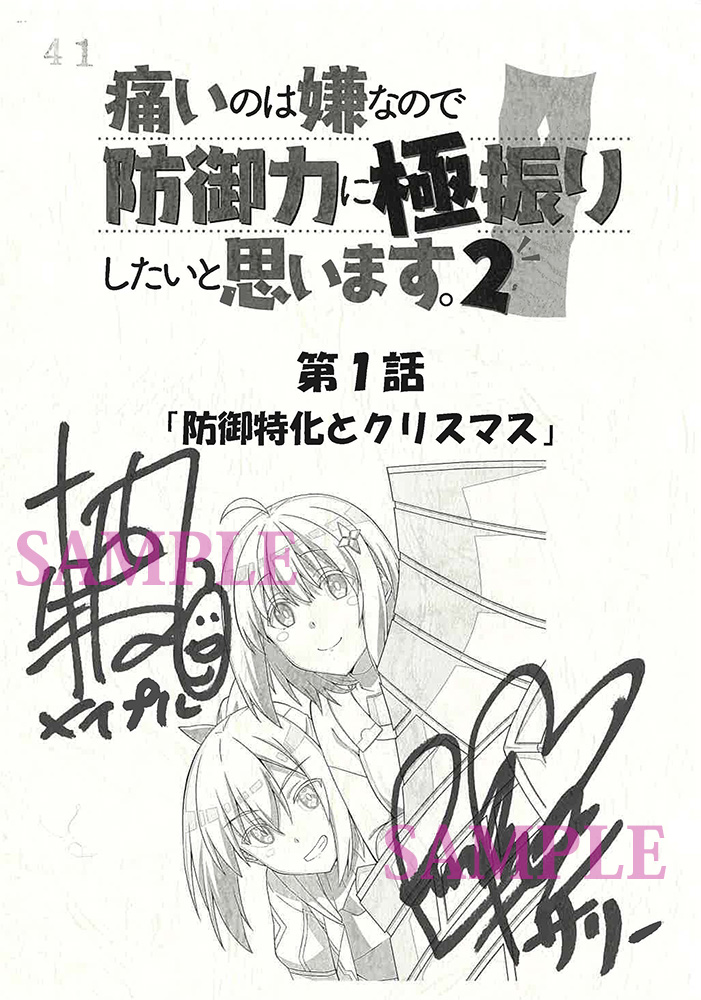 41
痛いのは嫌なので
防御力に極振り
したいと思います。2
第1話
「防御特化とクリスマス」
SAMPLE
メイプル
SAMPLE
サリー